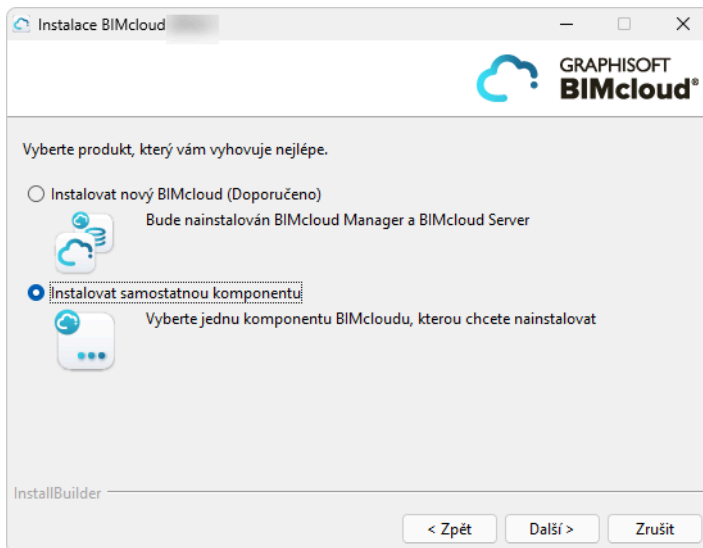 Instalace BIMcloud
GRAPHISOFT
BIMcloud®
Vyberte produkt, který vám vyhovuje nejlépe.
Instalovat nový BIMcloud (Doporučeno)
Bude nainstalován BIMcloud Manager a BIMcloud Server
Instalovat samostatnou komponentu
Vyberte jednu komponentu BIMcloudu, kterou chcete nainstalovat
InstallBuilder
< Zpět
Další >
Zrušit